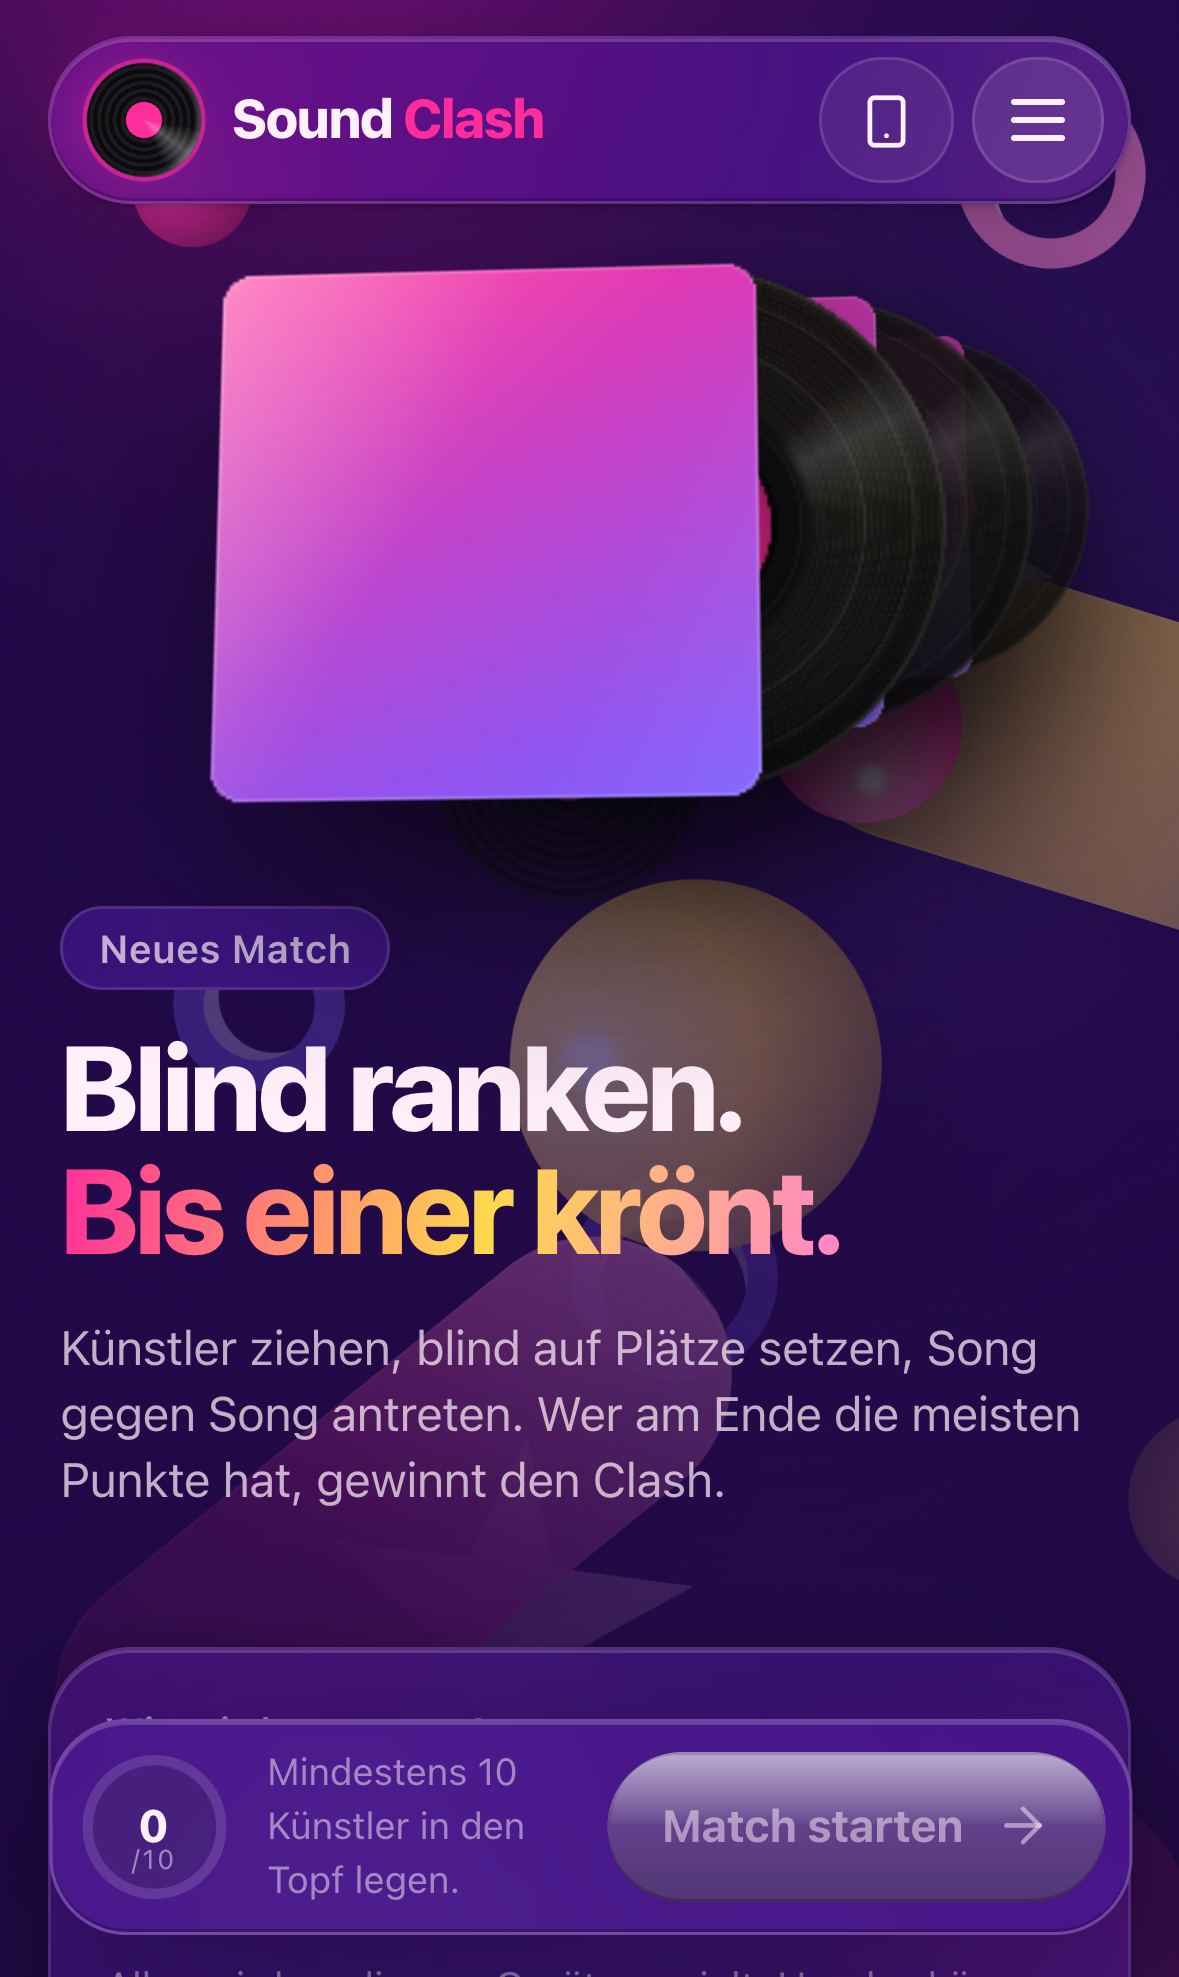 Sound Clash
Neues Match
Blind ranken.
Bis einer krönt.
Künstler ziehen, blind auf Plätze setzen, Song
gegen Song antreten. Wer am Ende die meisten
Punkte hat, gewinnt den Clash.
0
/10
Mindestens 10
Künstler in den
Topf legen.
Match starten